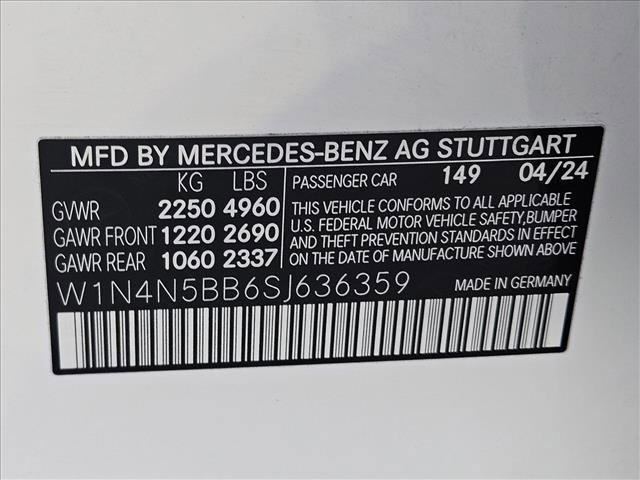 MFD BY MERCEDES-BENZ AG STUTTGART
KG LBS
GVWR 2250 4960
GAWR FRONT 1220 2690
GAWR REAR 1060 2337
PASSENGER CAR 149 04/24
THIS VEHICLE CONFORMS TO ALL APPLICABLE
U.S. FEDERAL MOTOR VEHICLE SAFETY, BUMPER
AND THEFT PREVENTION STANDARDS IN EFFECT
ON THE DATE OF MANUFACTURE SHOWN ABOVE
W1N4N5BB6SJ636359
MADE IN GERMANY